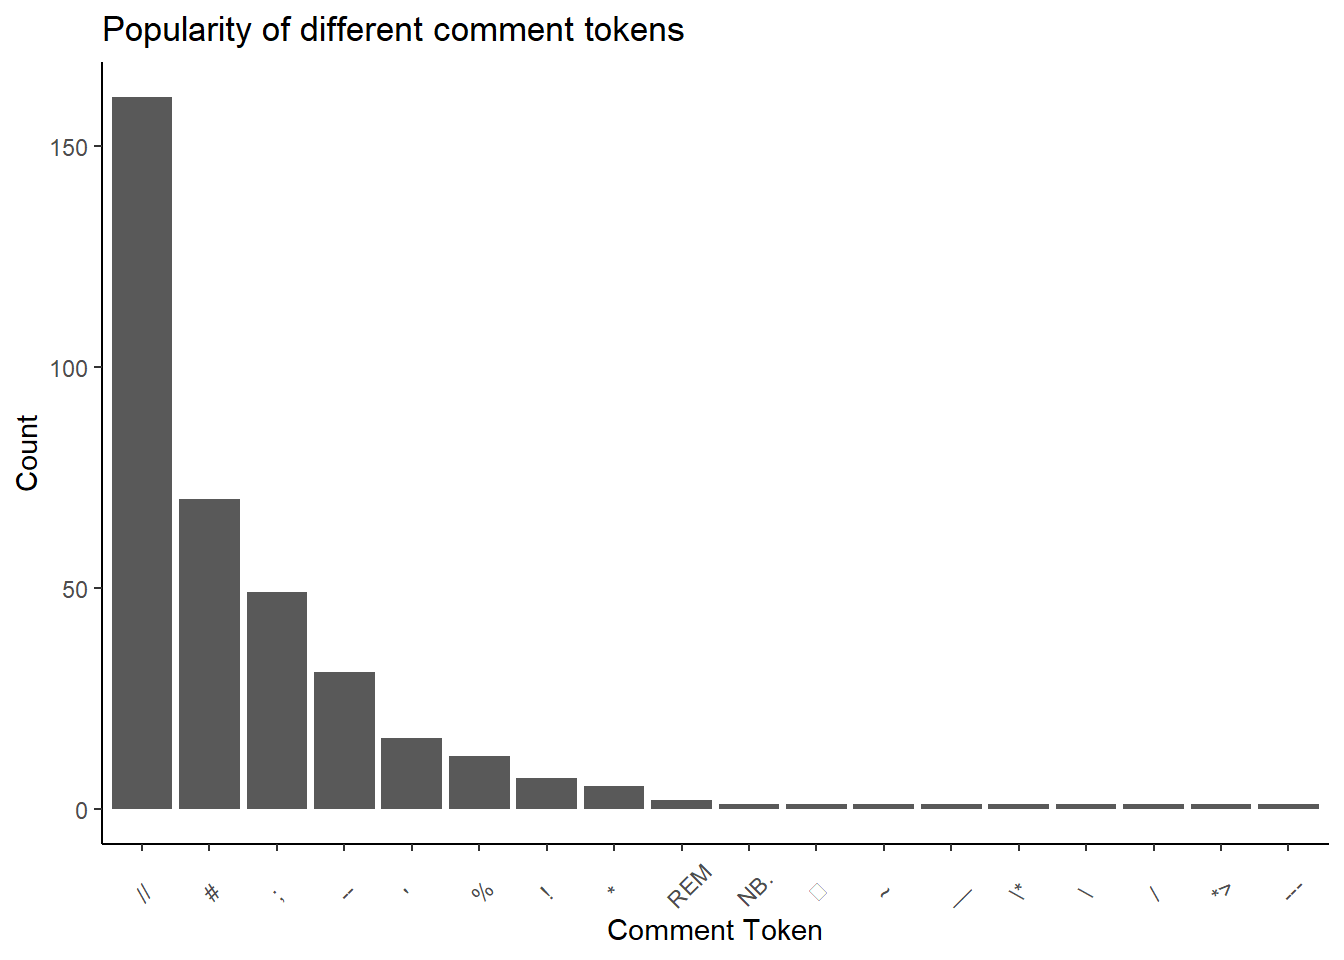 Popularity of different comment tokens
Count
150
100
50
0
// # ; -- ' % ! * REM NB. ~ \* \ / *> ---
Comment Token